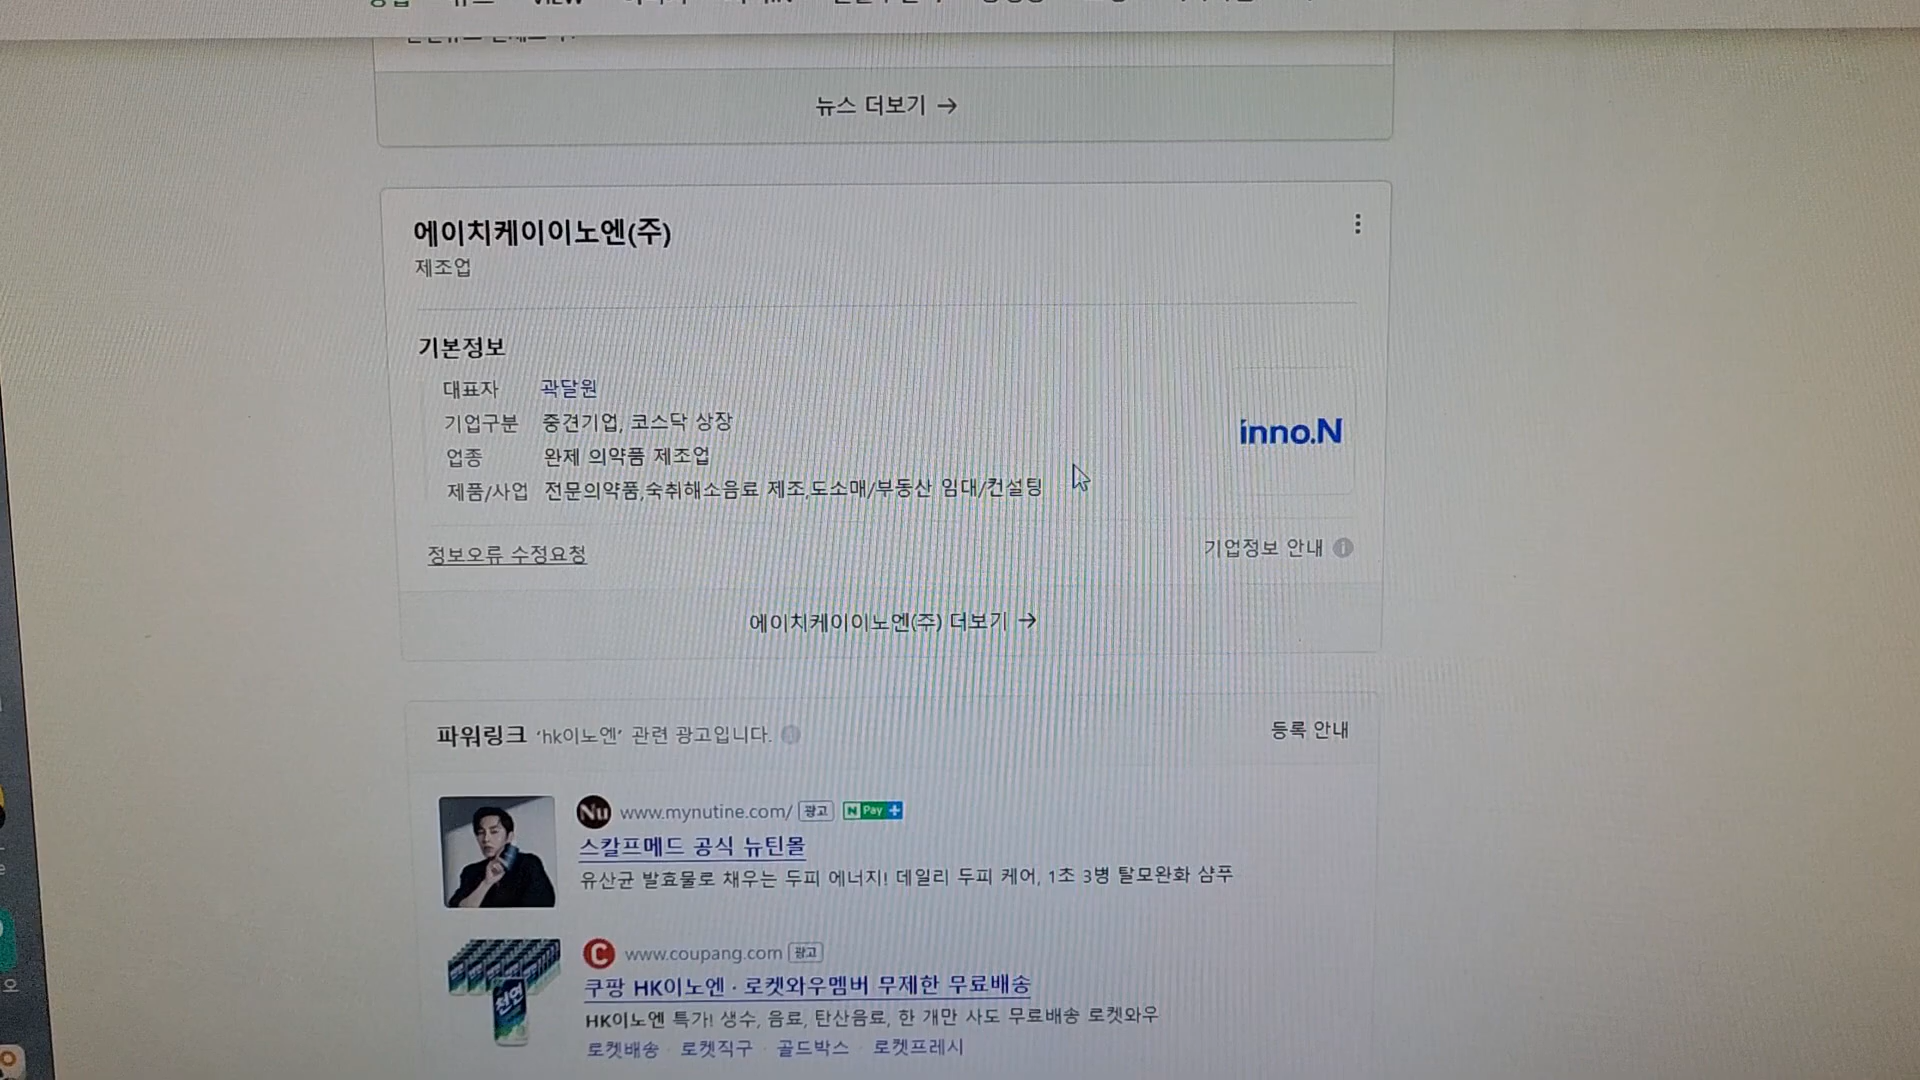 뉴스 더보기 →
에이치케이이노엔(주)
제조업
기본정보
대표자 곽달원
기업구분 중견기업, 코스닥 상장
업종 완제 의약품 제조업
제품/사업 전문의약품,숙취해소음료 제조,도소매/부동산 임대/컨설팅
inno.N
정보오류 수정요청
기업정보 안내
에이치케이이노엔(주) 더보기 →
파워링크 ‘hk이노엔’ 관련 광고입니다.
등록 안내
Nu www.mynutine.com/ 광고 N Pay +
스칼프메드 공식 뉴틴몰
유산균 발효물로 채우는 두피 에너지! 데일리 두피 케어, 1초 3병 탈모완화 샴푸
C www.coupang.com 광고
쿠팡 HK이노엔 · 로켓와우멤버 무제한 무료배송
HK이노엔 특가! 생수, 음료, 탄산음료, 한 개만 사도 무료배송 로켓와우
로켓배송 · 로켓직구 · 골드박스 · 로켓프레시